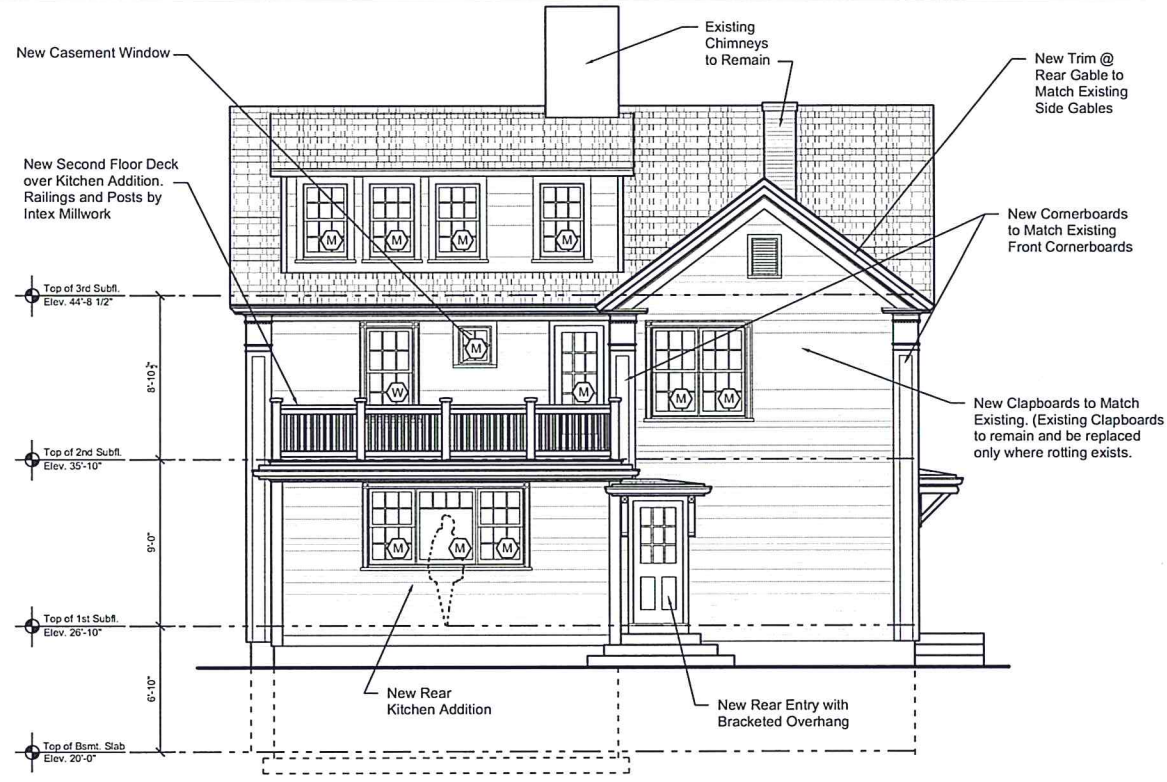 Existing
Chimneys
to Remain
New Casement Window
New Trim @
Rear Gable to
Match Existing
Side Gables
New Second Floor Deck
over Kitchen Addition.
Railings and Posts by
Intex Millwork
New Cornerboards
to Match Existing
Front Cornerboards
M
M
M
M
Top of 3rd Subfl.
Elev. 44'-8 1/2"
M
W
M
M
M
8'-10½"
New Clapboards to Match
Existing. (Existing Clapboards
to remain and be replaced
only where rotting exists.
Top of 2nd Subfl.
Elev. 35'-10"
M
M
M
9'-0"
Top of 1st Subfl.
Elev. 26'-10"
6'-10"
New Rear
Kitchen Addition
New Rear Entry with
Bracketed Overhang
Top of Bsmt. Slab
Elev. 20'-0"